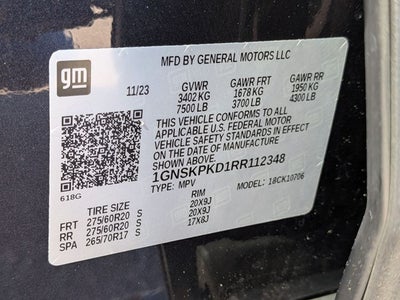 gm
MFD BY GENERAL MOTORS LLC
11/23
GVWR GAWR FRT GAWR RR
3402 KG 1678 KG 1950 KG
7500 LB 3700 LB 4300 LB
THIS VEHICLE CONFORMS TO ALL
APPLICABLE U.S. FEDERAL MOTOR
VEHICLE SAFETY STANDARDS IN EFFECT
ON THE DATE OF MANUFACTURE
SHOWN ABOVE.
1GNSKPKD1RR112348
TYPE: MPV MODEL: 18CK10706
618G
TIRE SIZE RIM
FRT 275/60R20 S 20X9J
RR 275/60R20 S 20X9J
SPA 265/70R17 S 17X8J